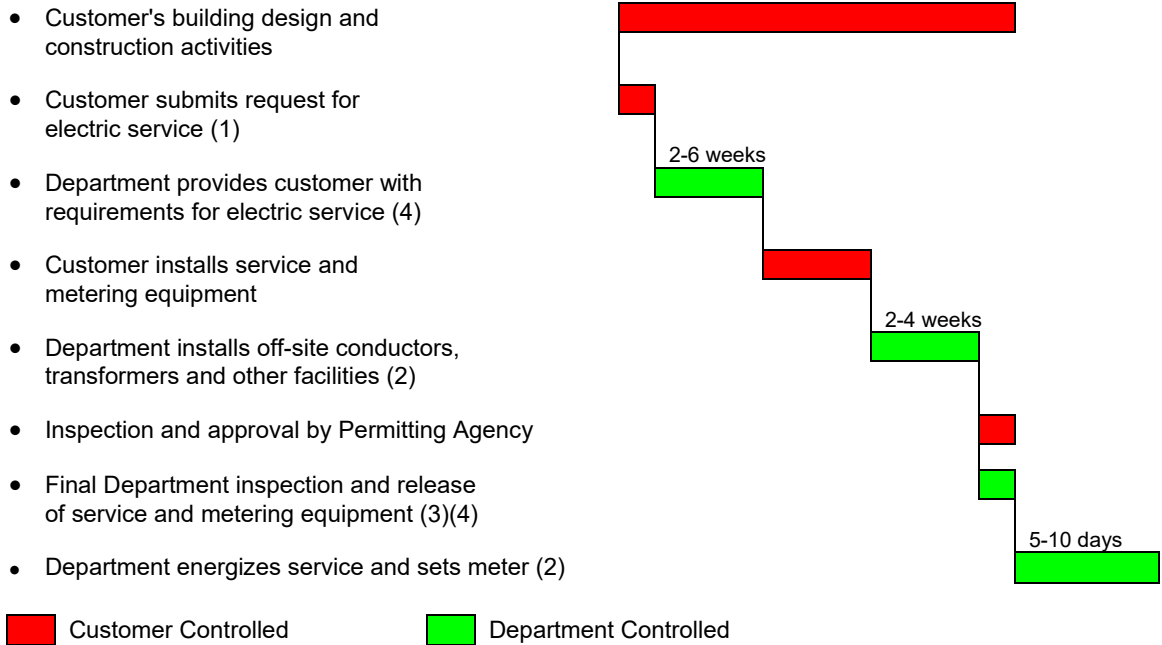 • Customer's building design and
construction activities
• Customer submits request for
electric service (1)
2-6 weeks
• Department provides customer with
requirements for electric service (4)
• Customer installs service and
metering equipment
2-4 weeks
• Department installs off-site conductors,
transformers and other facilities (2)
• Inspection and approval by Permitting Agency
• Final Department inspection and release
of service and metering equipment (3)(4)
5-10 days
• Department energizes service and sets meter (2)
Customer Controlled
Department Controlled